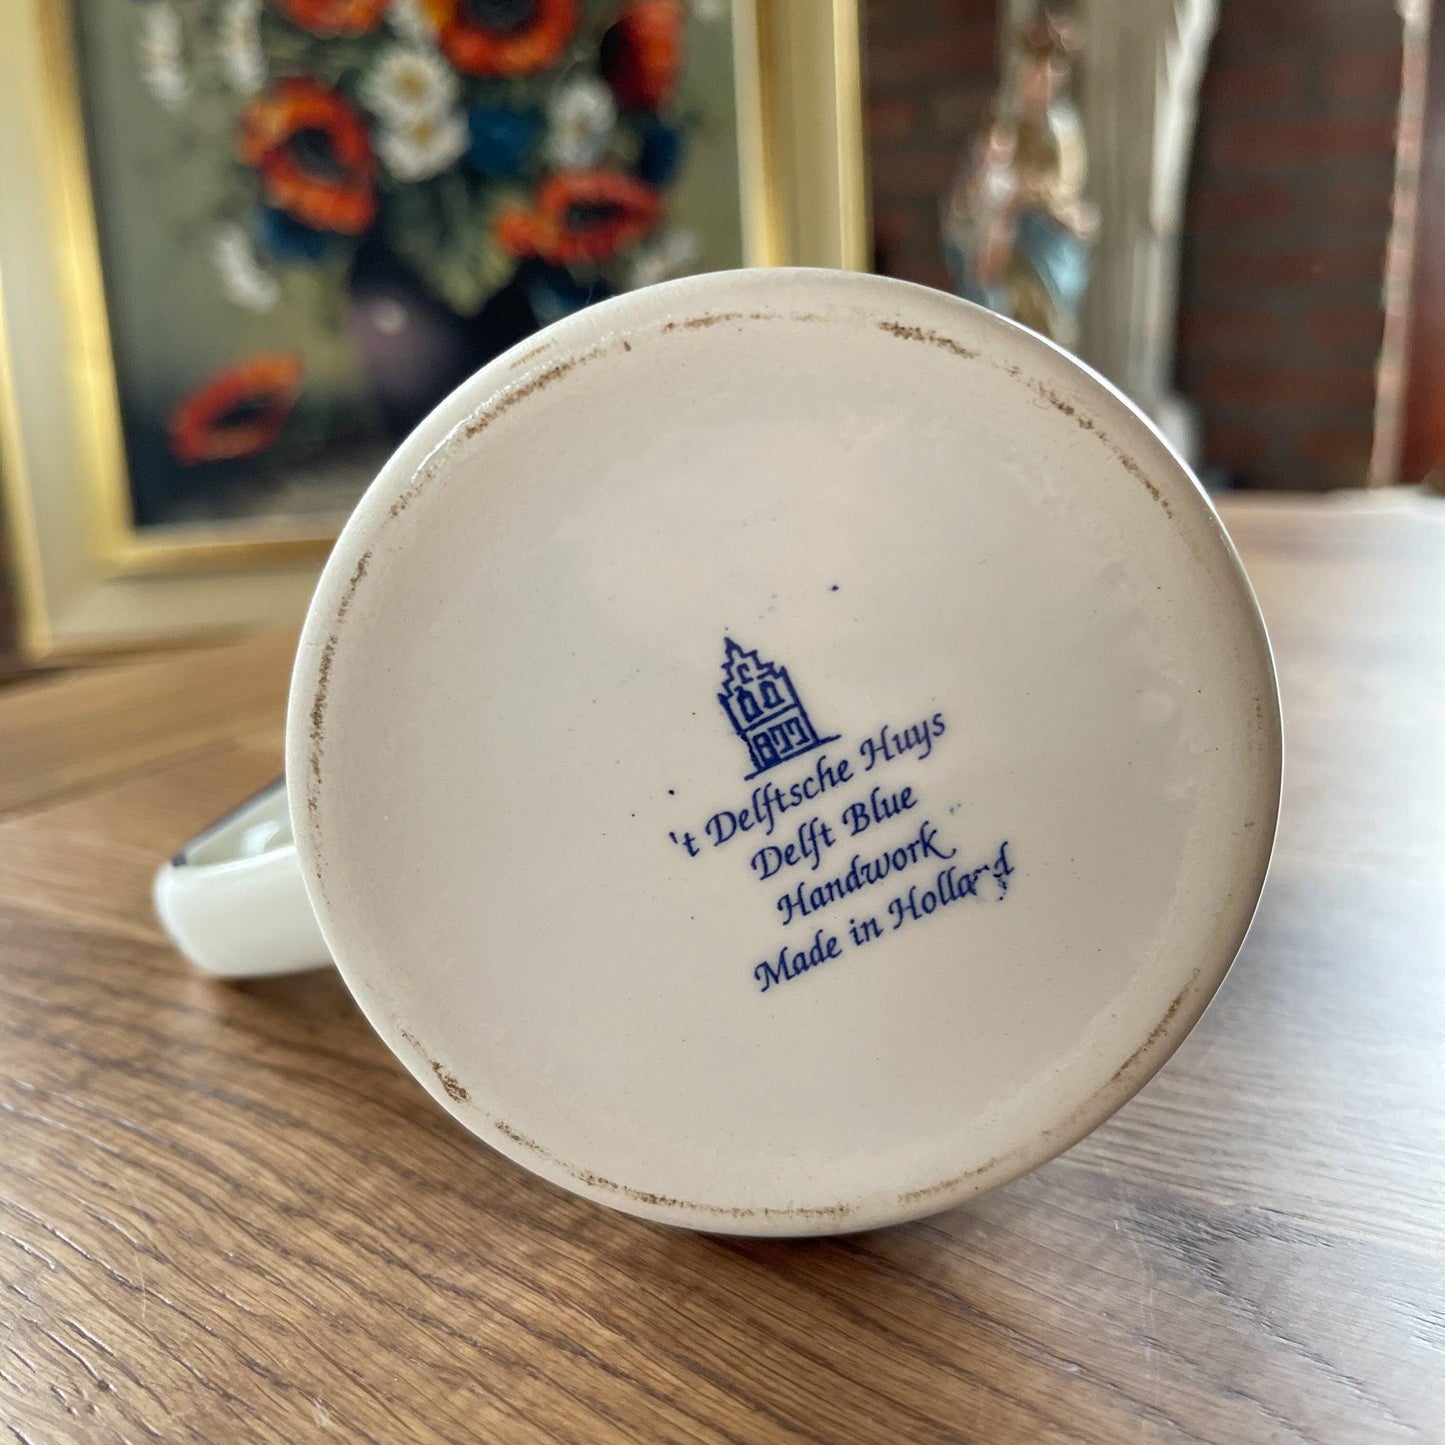 't Delftsche Huys
Delft Blue
Handwork
Made in Holland